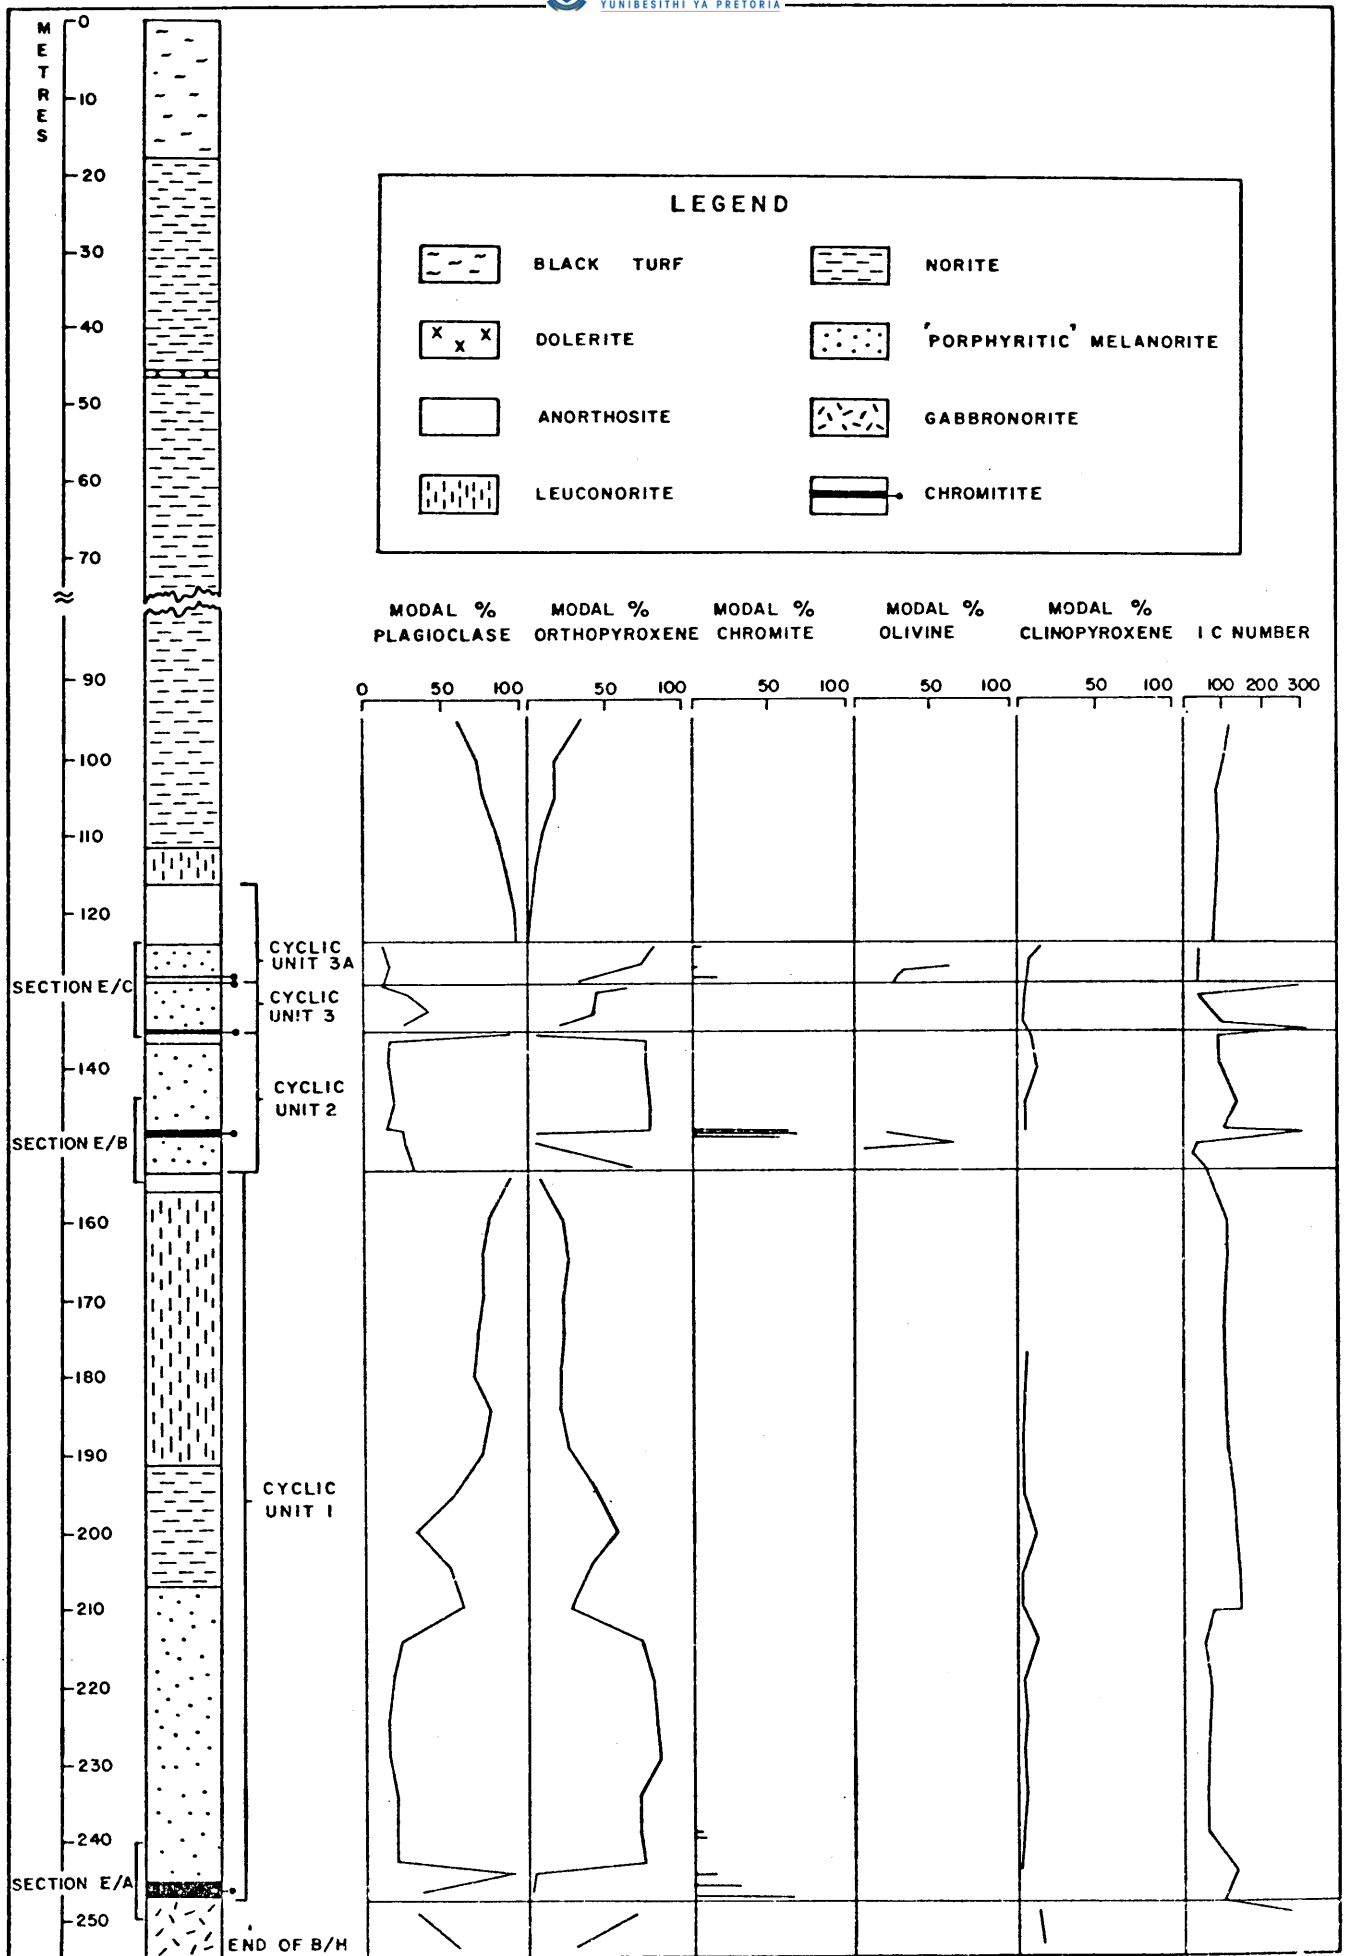 YUNIBESITHI YA PRETORIA
METRES
0
10
20
30
40
50
60
70
90
100
110
120
140
160
170
180
190
200
210
220
230
240
250
LEGEND
BLACK TURF
NORITE
DOLERITE
'PORPHYRITIC' MELANORITE
ANORTHOSITE
GABBRONORITE
LEUCONORITE
CHROMITITE
MODAL % PLAGIOCLASE
MODAL % ORTHOPYROXENE
MODAL % CHROMITE
MODAL % OLIVINE
MODAL % CLINOPYROXENE
I C NUMBER
0 50 100
50 100
50 100
50 100
50 100
100 200 300
CYCLIC
UNIT 3A
SECTION E/C
CYCLIC
UNIT 3
CYCLIC
UNIT 2
SECTION E/B
CYCLIC
UNIT 1
SECTION E/A
END OF B/H